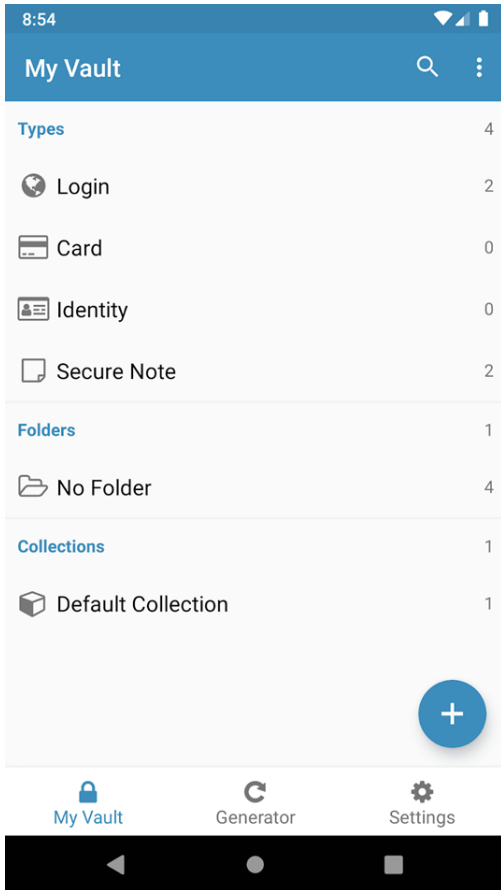 8:54
My Vault
Types 4
Login 2
Card 0
Identity 0
Secure Note 2
Folders 1
No Folder 4
Collections 1
Default Collection 1
My Vault Generator Settings